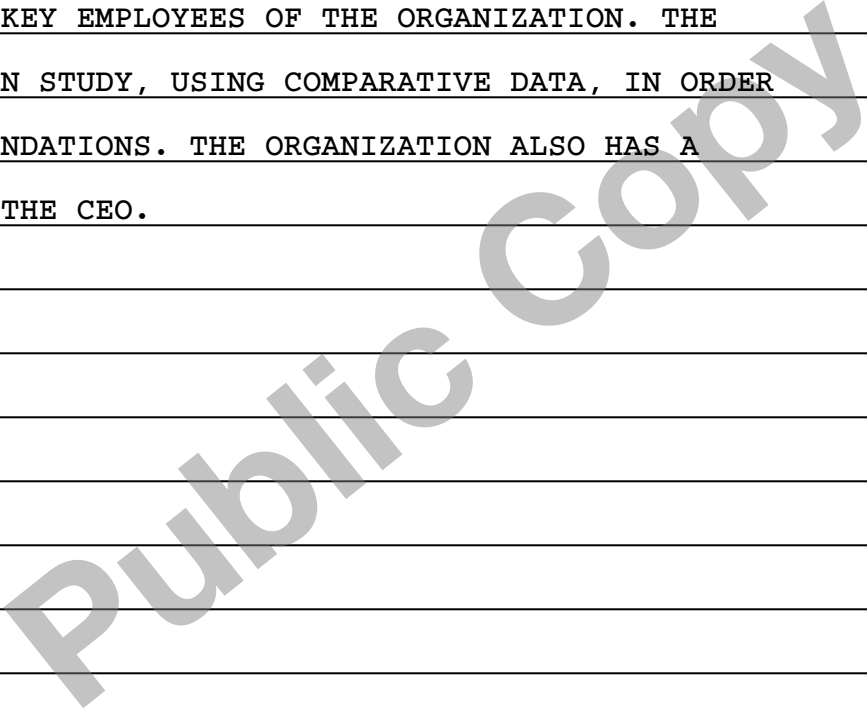 KEY EMPLOYEES OF THE ORGANIZATION. THE
N STUDY, USING COMPARATIVE DATA, IN ORDER
NDATIONS. THE ORGANIZATION ALSO HAS A
THE CEO.
Public Copy